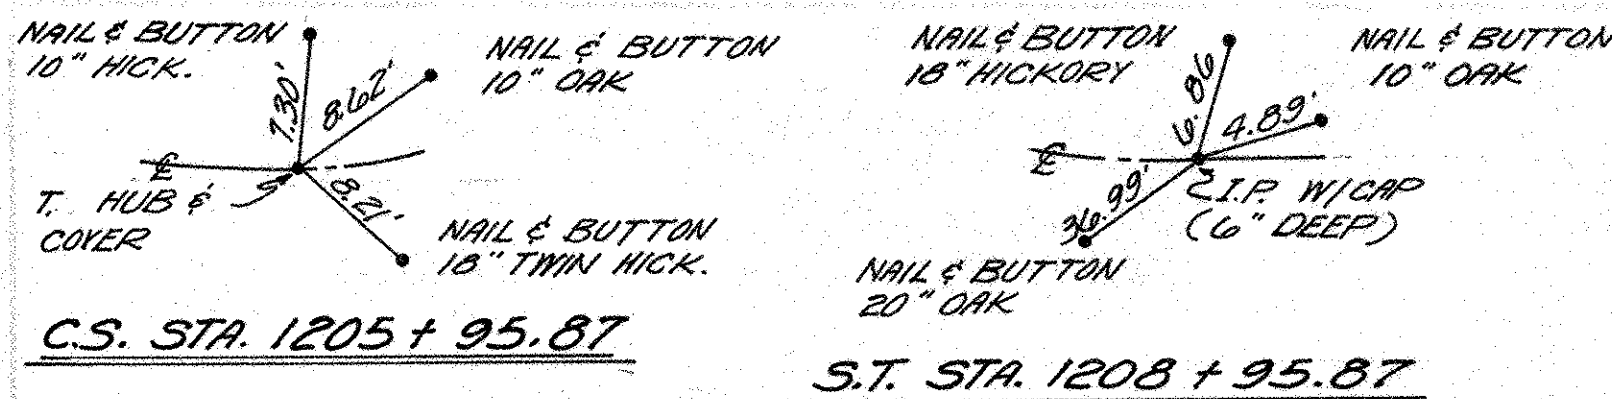 NAIL & BUTTON
10" HICK.
NAIL & BUTTON
10" OAK
7.30'
8.62'
℄
8.21'
T. HUB &
COVER
NAIL & BUTTON
18" TWIN HICK.
C.S. STA. 1205 + 95.87
NAIL & BUTTON
18" HICKORY
NAIL & BUTTON
10" OAK
6.86
4.89'
℄
36.99'
I.P. W/CAP
(6" DEEP)
NAIL & BUTTON
20" OAK
S.T. STA. 1208 + 95.87